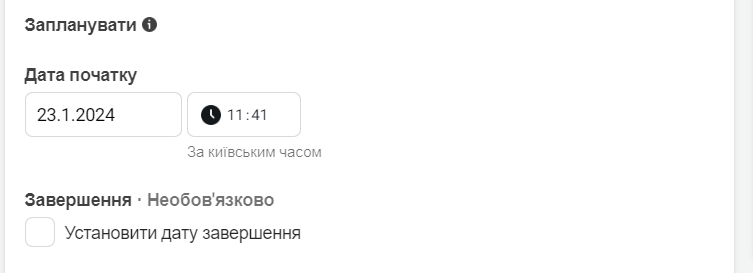 Запланувати
Дата початку
23.1.2024 11:41
За київським часом
Завершення · Необов'язково
Установити дату завершення